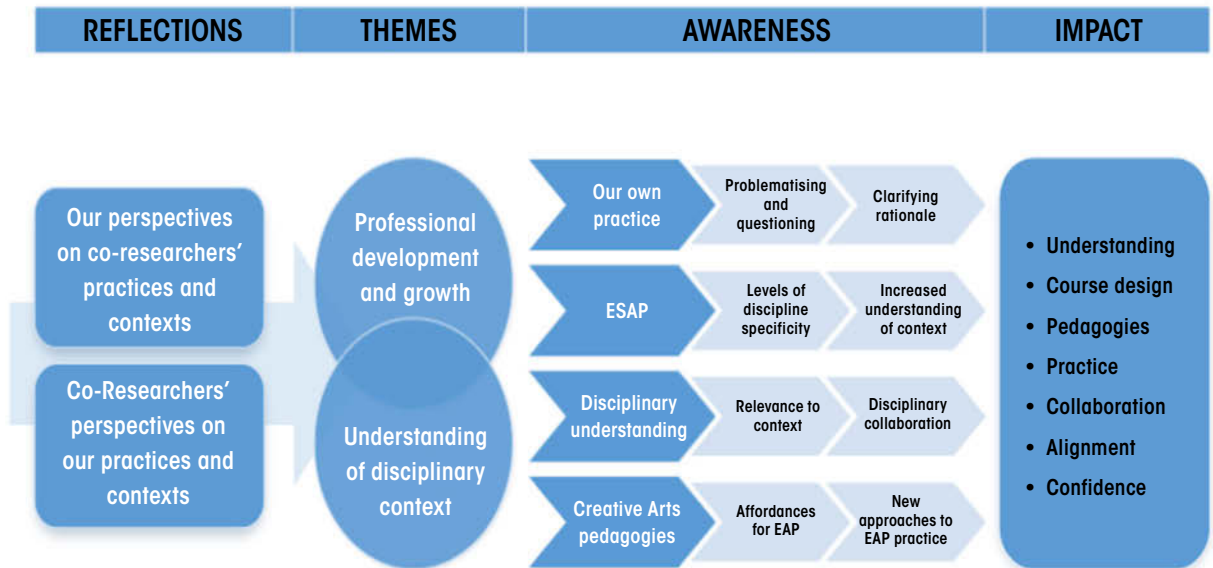 REFLECTIONS
THEMES
AWARENESS
IMPACT
Our perspectives
on co-researchers’
practices and
contexts
Co-Researchers’
perspectives on
our practices and
contexts
Professional
development
and growth
Understanding
of disciplinary
context
Our own
practice
Problematising
and
questioning
Clarifying
rationale
ESAP
Levels of
discipline
specificity
Increased
understanding
of context
Disciplinary
understanding
Relevance to
context
Disciplinary
collaboration
Creative Arts
pedagogies
Affordances
for EAP
New
approaches to
EAP practice
• Understanding
• Course design
• Pedagogies
• Practice
• Collaboration
• Alignment
• Confidence